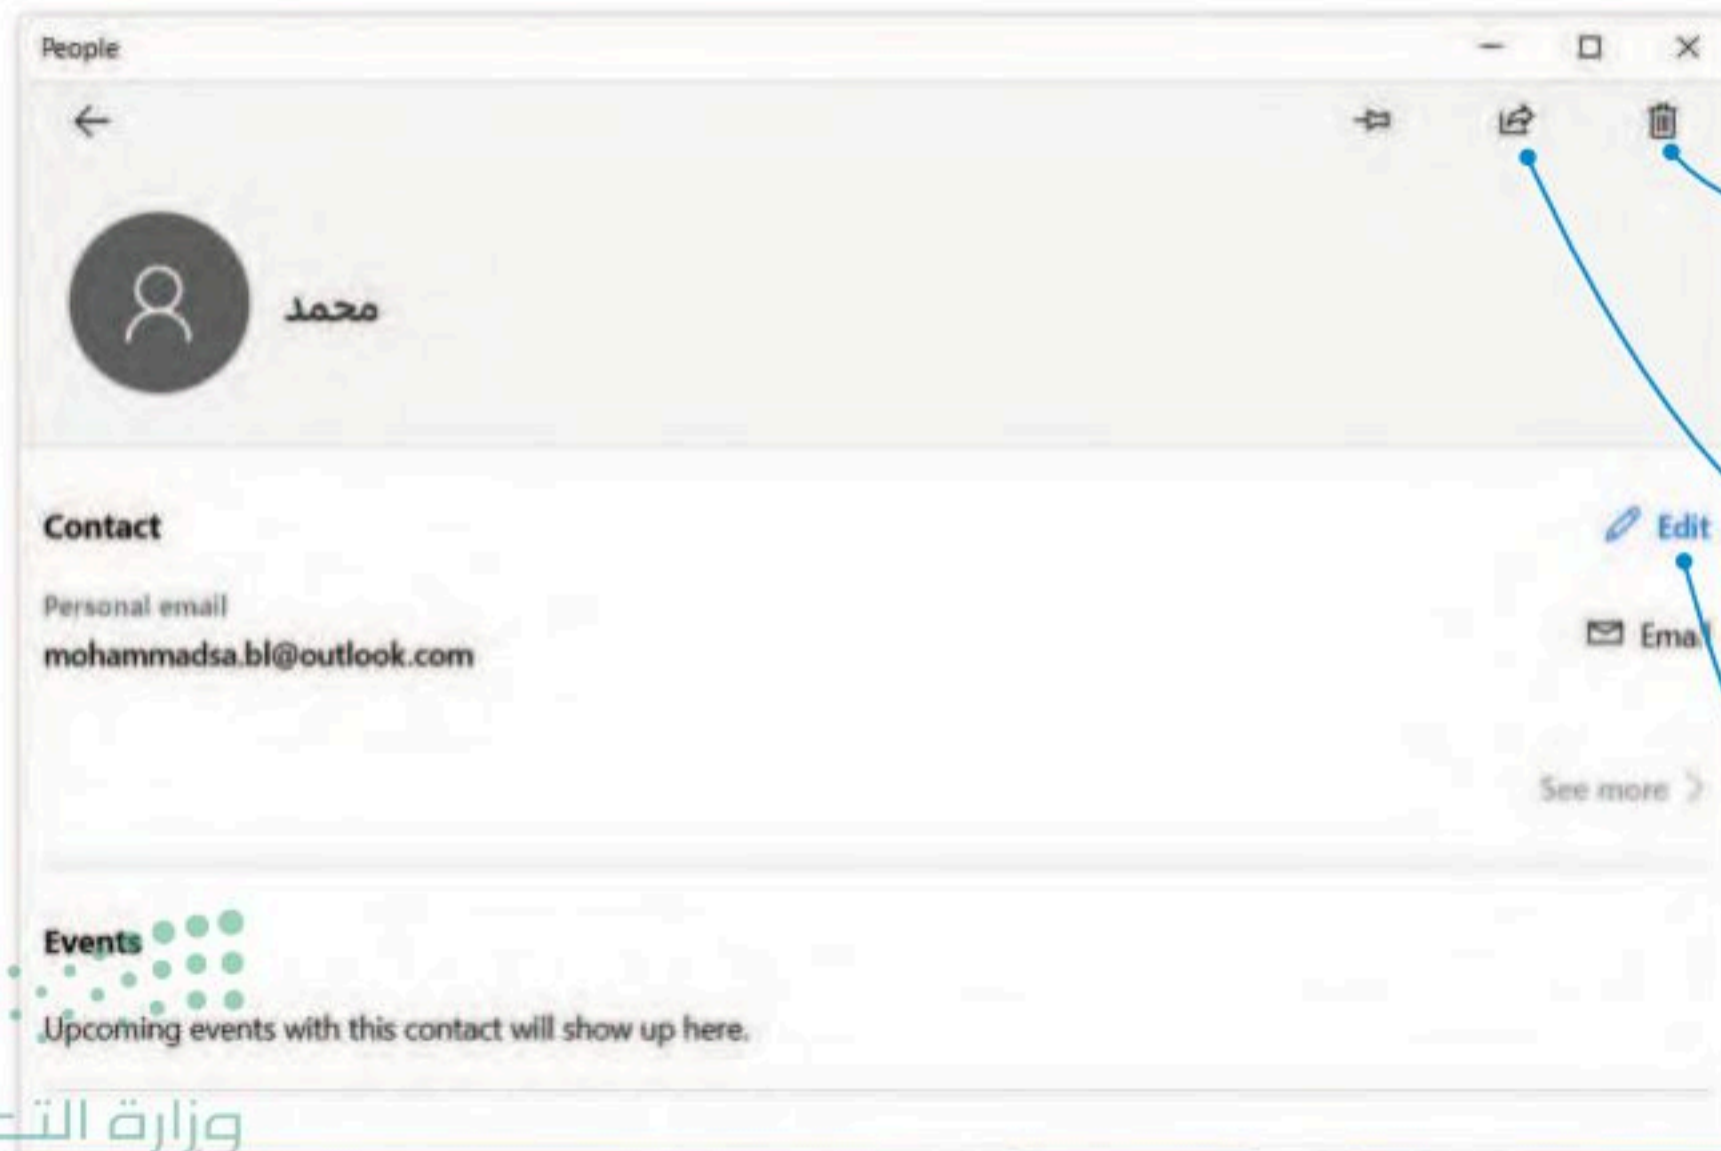 People
محمد
Contact
Edit
Personal email
mohammadsa.bl@outlook.com
Email
See more
Events
Upcoming events with this contact will show up here.
وزارة التـ